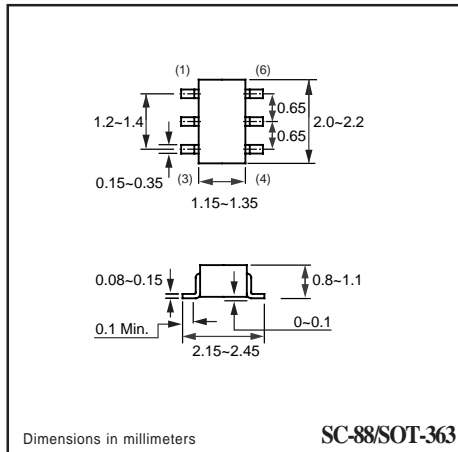 (1) (6)
0.65
1.2~1.4 2.0~2.2
0.65
0.15~0.35 (3) (4)
1.15~1.35
0.08~0.15 0.8~1.1
0.1 Min. 0~0.1
2.15~2.45
Dimensions in millimeters SC-88/SOT-363